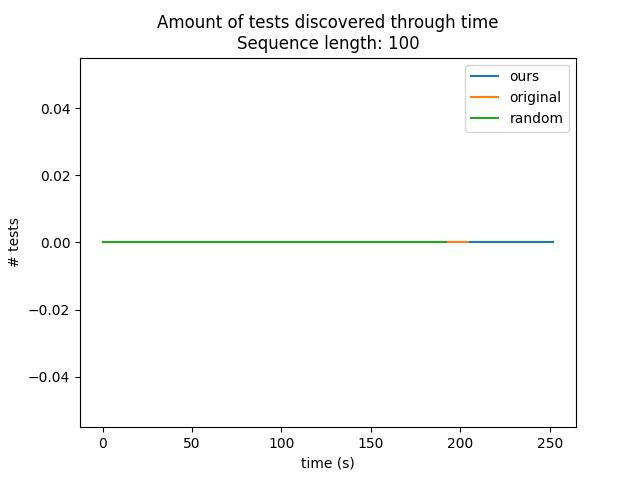 Amount of tests discovered through time
Sequence length: 100
ours
original
random
0.04
0.02
0.00
−0.02
−0.04
# tests
0 50 100 150 200 250
time (s)